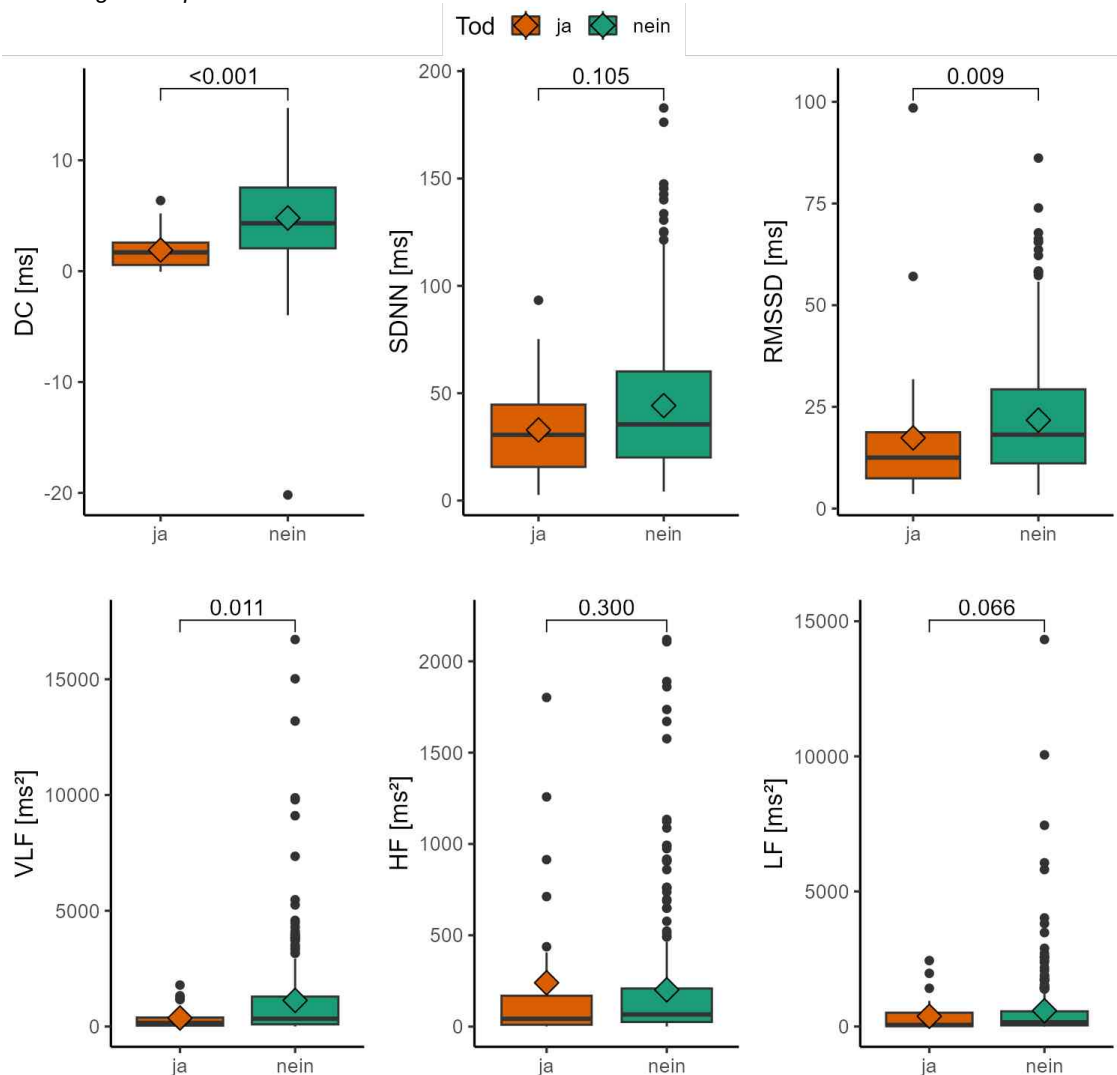 Tod ja nein
<0.001
DC [ms]
10
0
-10
-20
ja nein
0.105
SDNN [ms]
200
150
100
50
0
ja nein
0.009
RMSSD [ms]
100
75
50
25
0
ja nein
0.011
VLF [ms²]
15000
10000
5000
0
ja nein
0.300
HF [ms²]
2000
1500
1000
500
0
ja nein
0.066
LF [ms²]
15000
10000
5000
0
ja nein